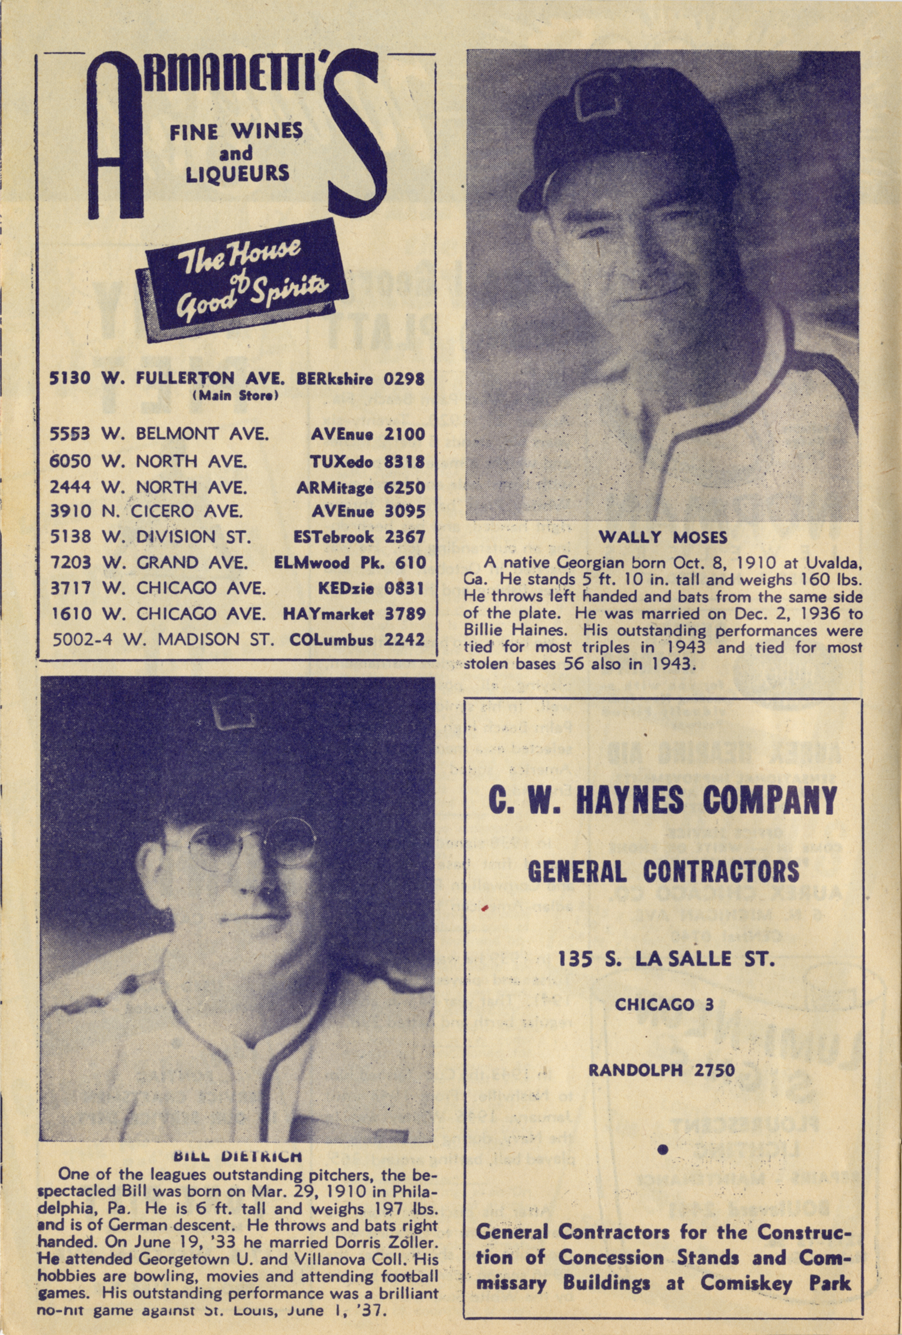 ARMANETTI'S
FINE WINES
and
LIQUEURS
The House
of
Good Spirits
5130 W. FULLERTON AVE. BERkshire 0298
(Main Store)
5553 W. BELMONT AVE. AVEnue 2100
6050 W. NORTH AVE. TUXedo 8318
2444 W. NORTH AVE. ARMitage 6250
3910 N. CICERO AVE. AVEnue 3095
5138 W. DIVISION ST. ESTebrook 2367
7203 W. GRAND AVE. ELMwood Pk. 610
3717 W. CHICAGO AVE. KEDzie 0831
1610 W. CHICAGO AVE. HAYmarket 3789
5002-4 W. MADISON ST. COLumbus 2242
C
WALLY MOSES
A native Georgian born Oct. 8, 1910 at Uvalda,
Ga. He stands 5 ft. 10 in. tall and weighs 160 lbs.
He throws left handed and bats from the same side
of the plate. He was married on Dec. 2, 1936 to
Billie Haines. His outstanding performances were
tied for most triples in 1943 and tied for most
stolen bases 56 also in 1943.
C
BILL DIETRICH
One of the leagues outstanding pitchers, the be-
spectacled Bill was born on Mar. 29, 1910 in Phila-
delphia, Pa. He is 6 ft. tall and weighs 197 lbs.
and is of German descent. He throws and bats right
handed. On June 19, '33 he married Dorris Zoller.
He attended Georgetown U. and Villanova Coll. His
hobbies are bowling, movies and attending football
games. His outstanding performance was a brilliant
no-hit game against St. Louis, June 1, '37.
C. W. HAYNES COMPANY
GENERAL CONTRACTORS
135 S. LA SALLE ST.
CHICAGO 3
RANDOLPH 2750
•
General Contractors for the Construc-
tion of Concession Stands and Com-
missary Buildings at Comiskey Park